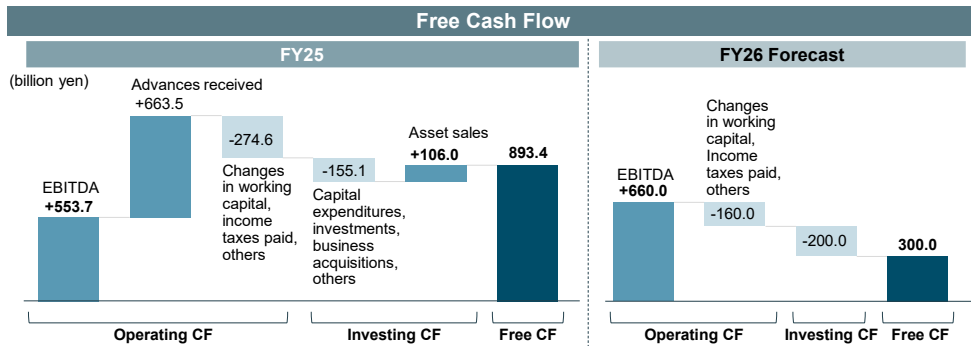 Free Cash Flow
FY25
(billion yen)
Advances received
+663.5
-274.6
Asset sales
+106.0
893.4
-155.1
EBITDA
+553.7
Changes
in working
capital,
income
taxes paid,
others
Capital
expenditures,
investments,
business
acquisitions,
others
Operating CF
Investing CF
Free CF
FY26 Forecast
Changes
in working
capital,
Income
taxes paid,
others
EBITDA
+660.0
-160.0
-200.0
300.0
Operating CF
Investing CF
Free CF